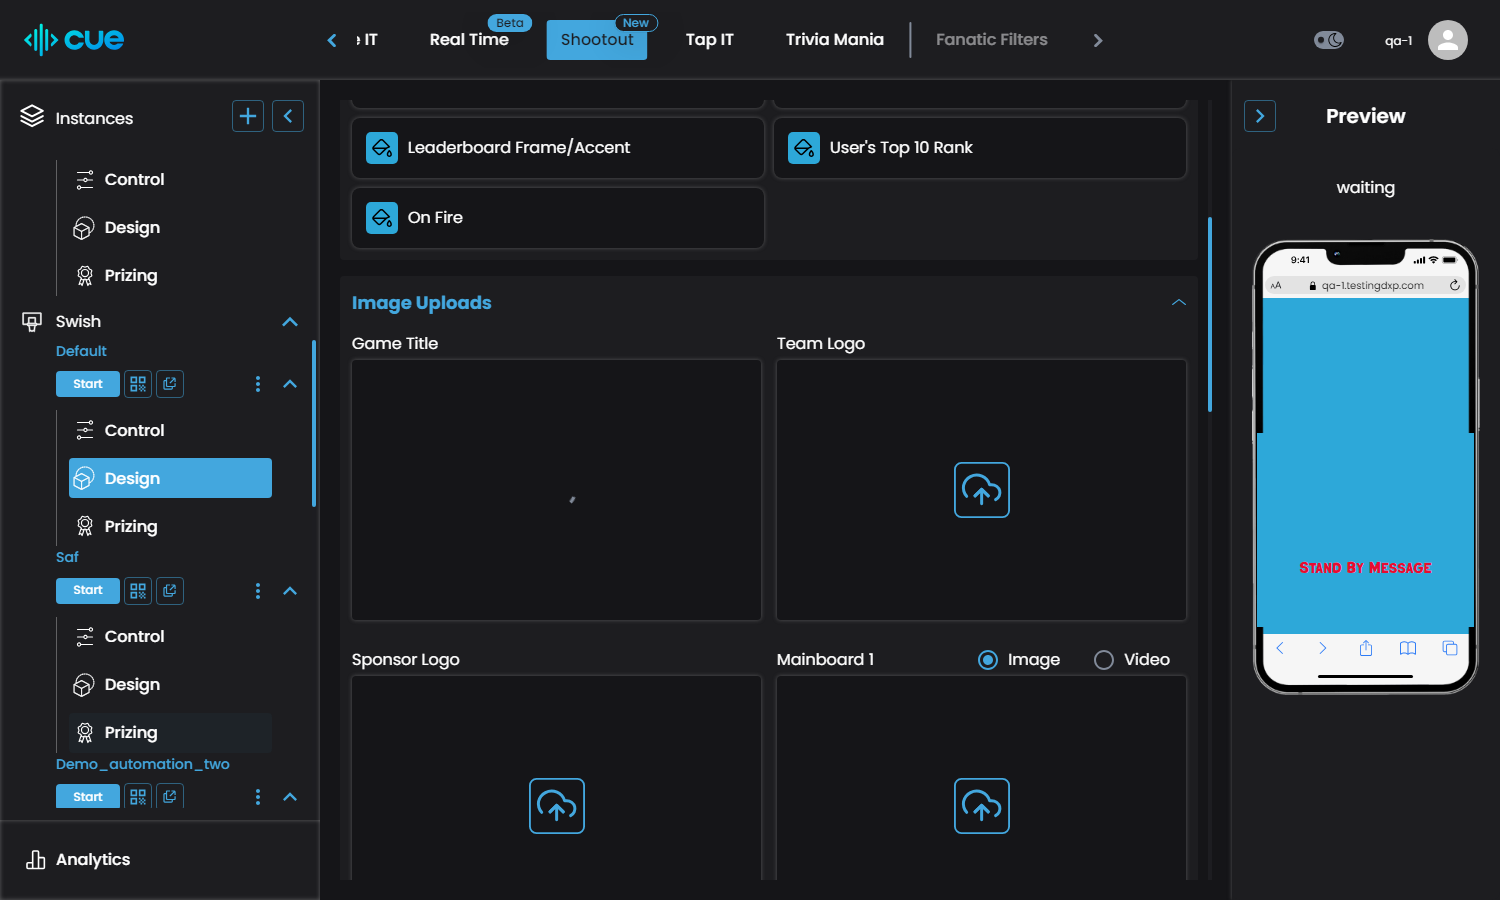 cue
IT
Real Time
Beta
Shootout
New
Tap IT
Trivia Mania
Fanatic Filters
qa-1
Instances
Control
Design
Prizing
Swish
Default
Start
Control
Design
Prizing
Saf
Start
Control
Design
Prizing
Demo_automation_two
Start
Analytics
Leaderboard Frame/Accent
User's Top 10 Rank
On Fire
Image Uploads
Game Title
Team Logo
Sponsor Logo
Mainboard 1
Image
Video
Preview
waiting
9:41
AA
qa-1.testingdxp.com
Stand By Message